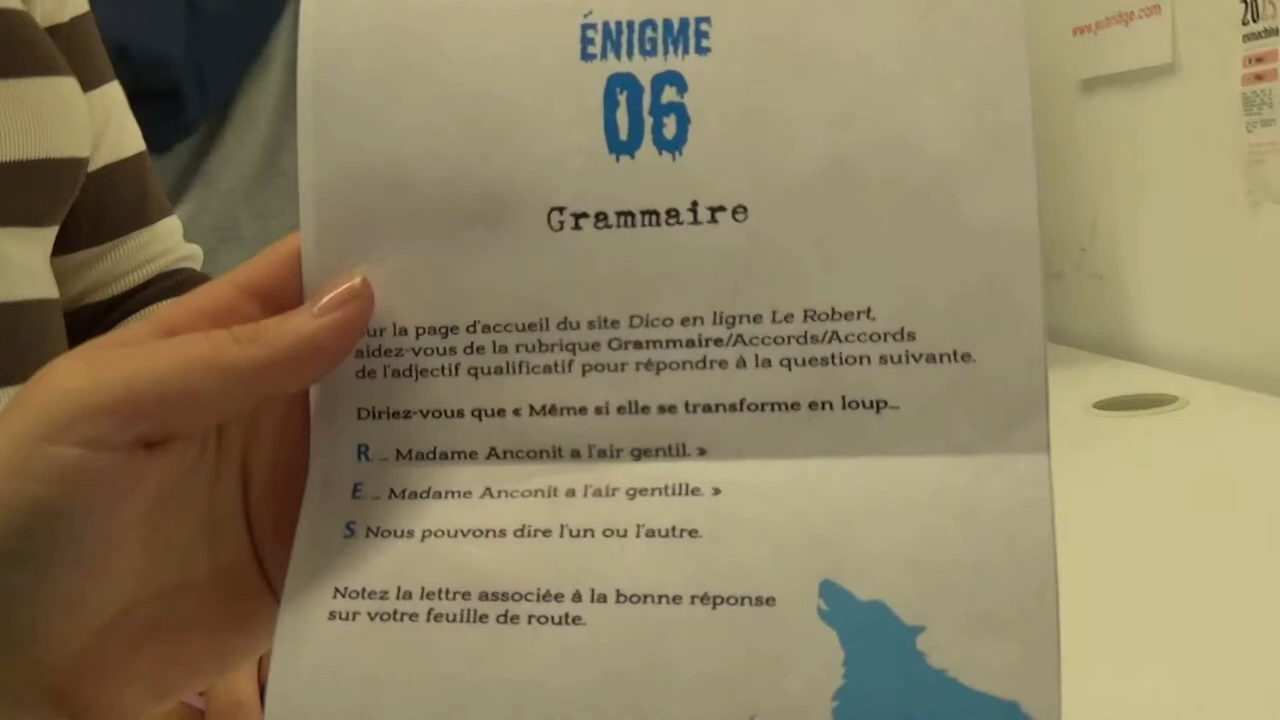 ÉNIGME
06
Grammaire
ur la page d'accueil du site Dico en ligne Le Robert,
aidez-vous de la rubrique Grammaire/Accords/Accords
de l'adjectif qualificatif pour répondre à la question suivante.
Diriez-vous que « Même si elle se transforme en loup...
R. ... Madame Anconit a l'air gentil. »
E. ... Madame Anconit a l'air gentille. »
S. Nous pouvons dire l'un ou l'autre.
Notez la lettre associée à la bonne réponse
sur votre feuille de route.
2025